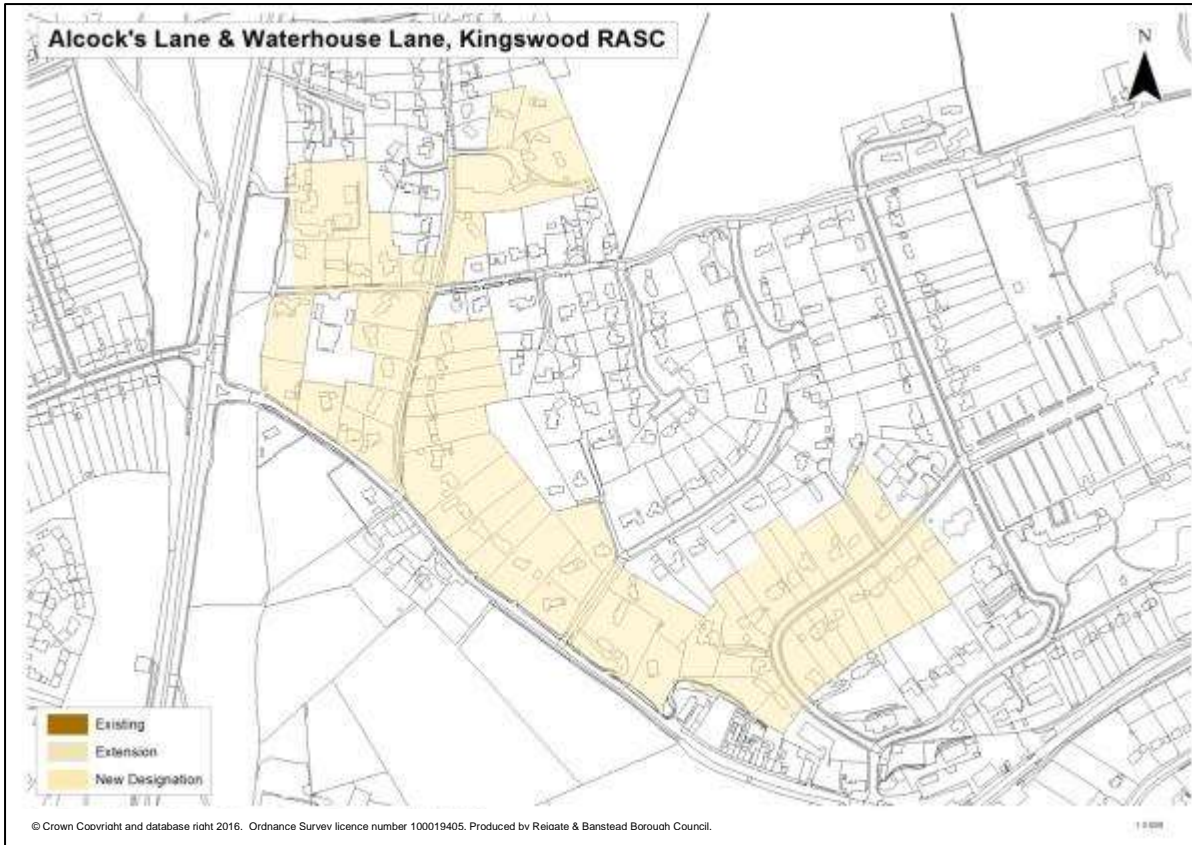 Alcock's Lane & Waterhouse Lane, Kingswood RASC
N
Existing
Extension
New Designation
© Crown Copyright and database right 2016. Ordnance Survey licence number 100019405. Produced by Reigate & Banstead Borough Council.